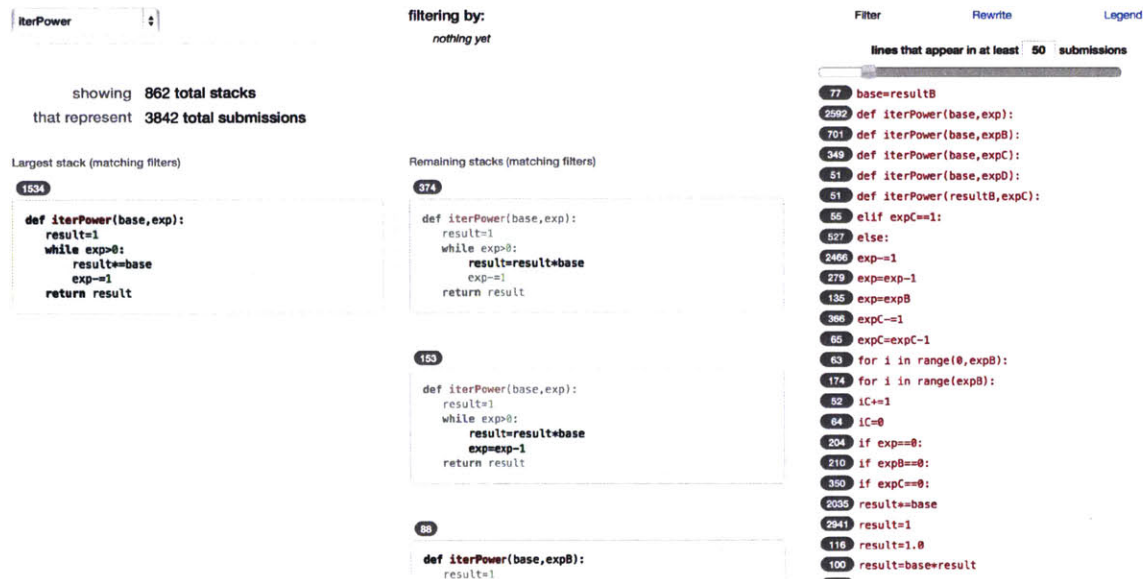 iterPower
filtering by:
nothing yet
showing 862 total stacks
that represent 3842 total submissions
Largest stack (matching filters)
1534
def iterPower(base,exp):
result=1
while exp>0:
result*=base
exp-=1
return result
Remaining stacks (matching filters)
374
def iterPower(base,exp):
result=1
while exp>0:
result=result*base
exp-=1
return result
153
def iterPower(base,exp):
result=1
while exp>0:
result=result*base
exp=exp-1
return result
88
def iterPower(base,expB):
result=1
Filter Rewrite Legend
lines that appear in at least 50 submissions
77 base=resultB
2592 def iterPower(base,exp):
701 def iterPower(base,expB):
349 def iterPower(base,expC):
51 def iterPower(base,expD):
51 def iterPower(resultB,expC):
55 elif expC==1:
527 else:
2466 exp-=1
279 exp=exp-1
135 exp=expB
366 expC-=1
65 expC=expC-1
63 for i in range(0,expB):
174 for i in range(expB):
52 iC+=1
64 iC=0
204 if exp==0:
210 if expB==0:
350 if expC==0:
2035 result*=base
2941 result=1
116 result=1.0
100 result=base*result